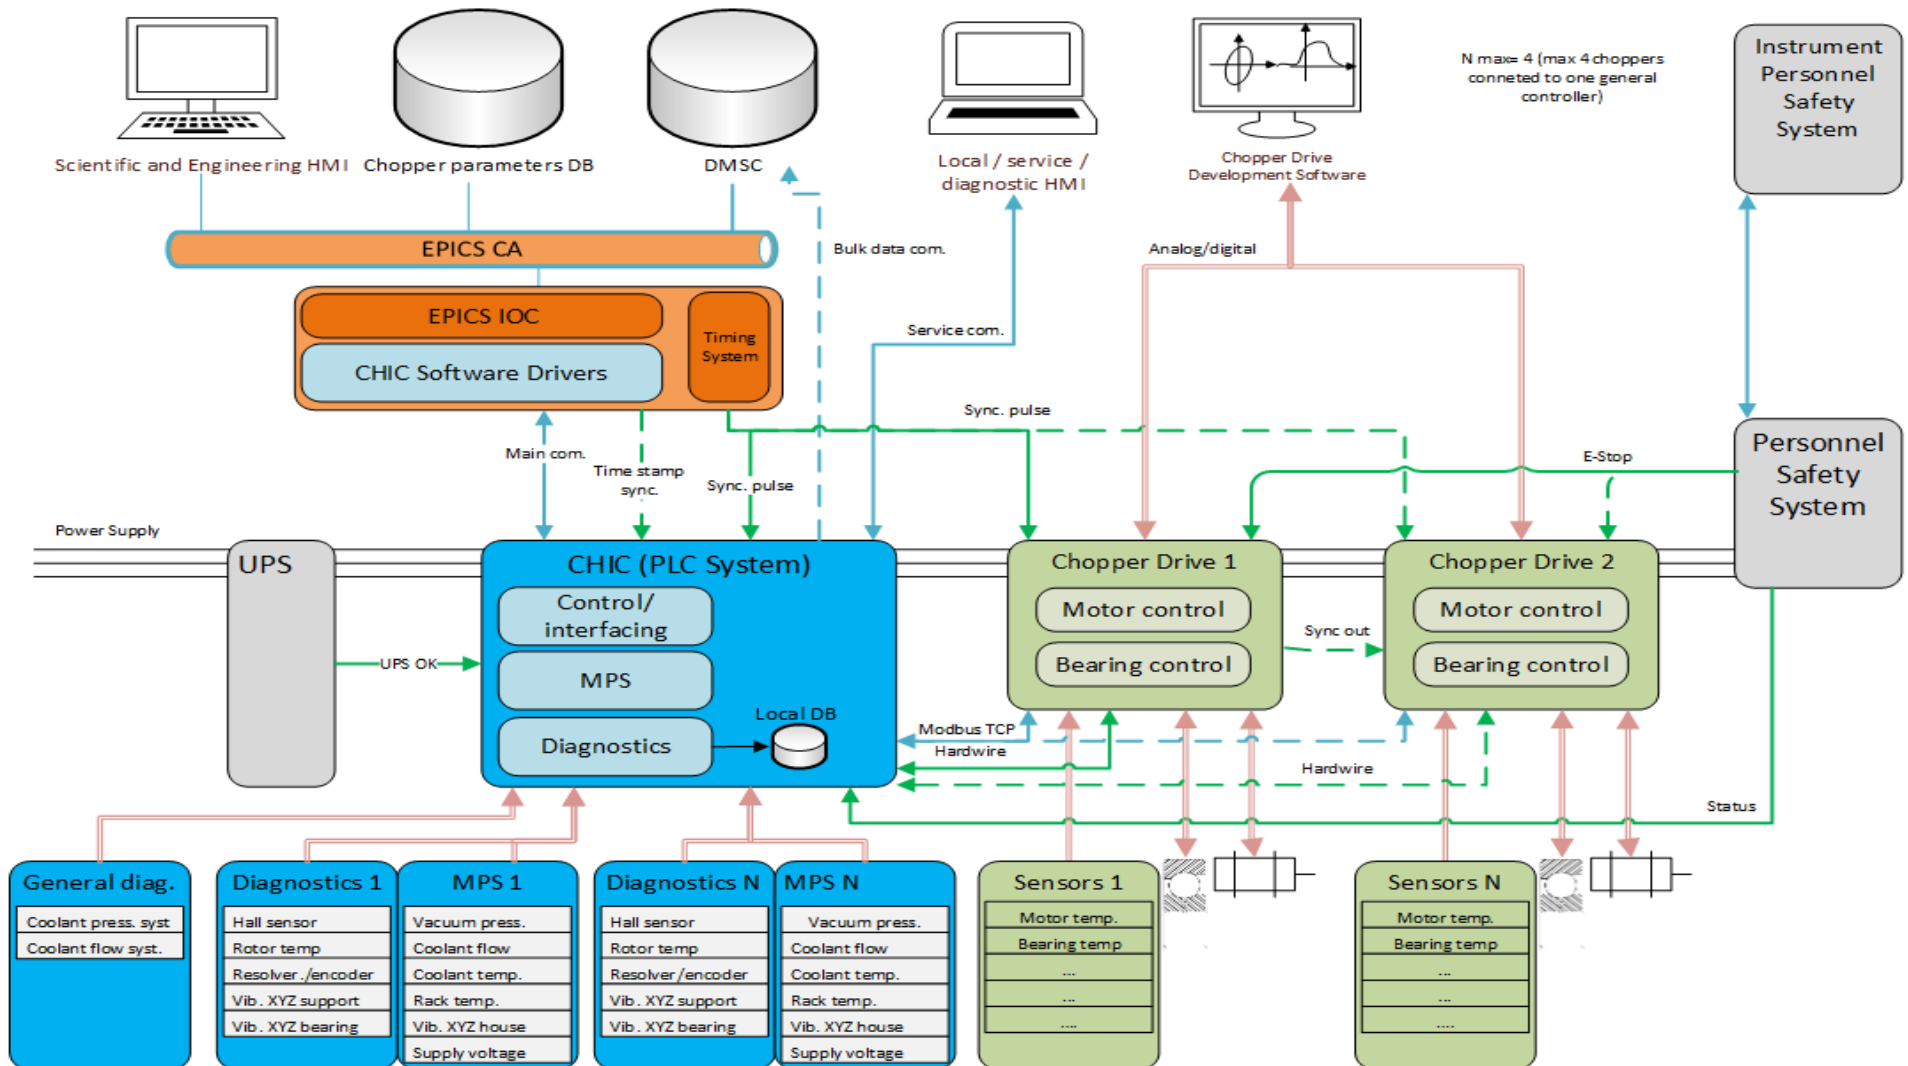 N max= 4 (max 4 choppers
conneted to one general
controller)
Instrument
Personnel
Safety
System
Scientific and Engineering HMI
Chopper parameters DB
DMSC
Local / service /
diagnostic HMI
Chopper Drive
Development Software
EPICS CA
Bulk data com.
Analog/digital
EPICS IOC
CHIC Software Drivers
Timing
System
Service com.
Sync. pulse
Main com.
Time stamp
sync.
Sync. pulse
E-Stop
Personnel
Safety
System
Power Supply
UPS
CHIC (PLC System)
Control/
interfacing
MPS
Diagnostics
Local DB
UPS OK
Chopper Drive 1
Motor control
Bearing control
Sync out
Chopper Drive 2
Motor control
Bearing control
Modbus TCP
Hardwire
Hardwire
Status
General diag.
Coolant press. syst
Coolant flow syst.
Diagnostics 1
Hall sensor
Rotor temp
Resolver./encoder
Vib. XYZ support
Vib. XYZ bearing
MPS 1
Vacuum press.
Coolant flow
Coolant temp.
Rack temp.
Vib. XYZ house
Supply voltage
Diagnostics N
Hall sensor
Rotor temp
Resolver/encoder
Vib. XYZ support
Vib. XYZ bearing
MPS N
Vacuum press.
Coolant flow
Coolant temp.
Rack temp.
Vib. XYZ house
Supply voltage
Sensors 1
Motor temp.
Bearing temp
...
...
....
Sensors N
Motor temp.
Bearing temp
...
...
....